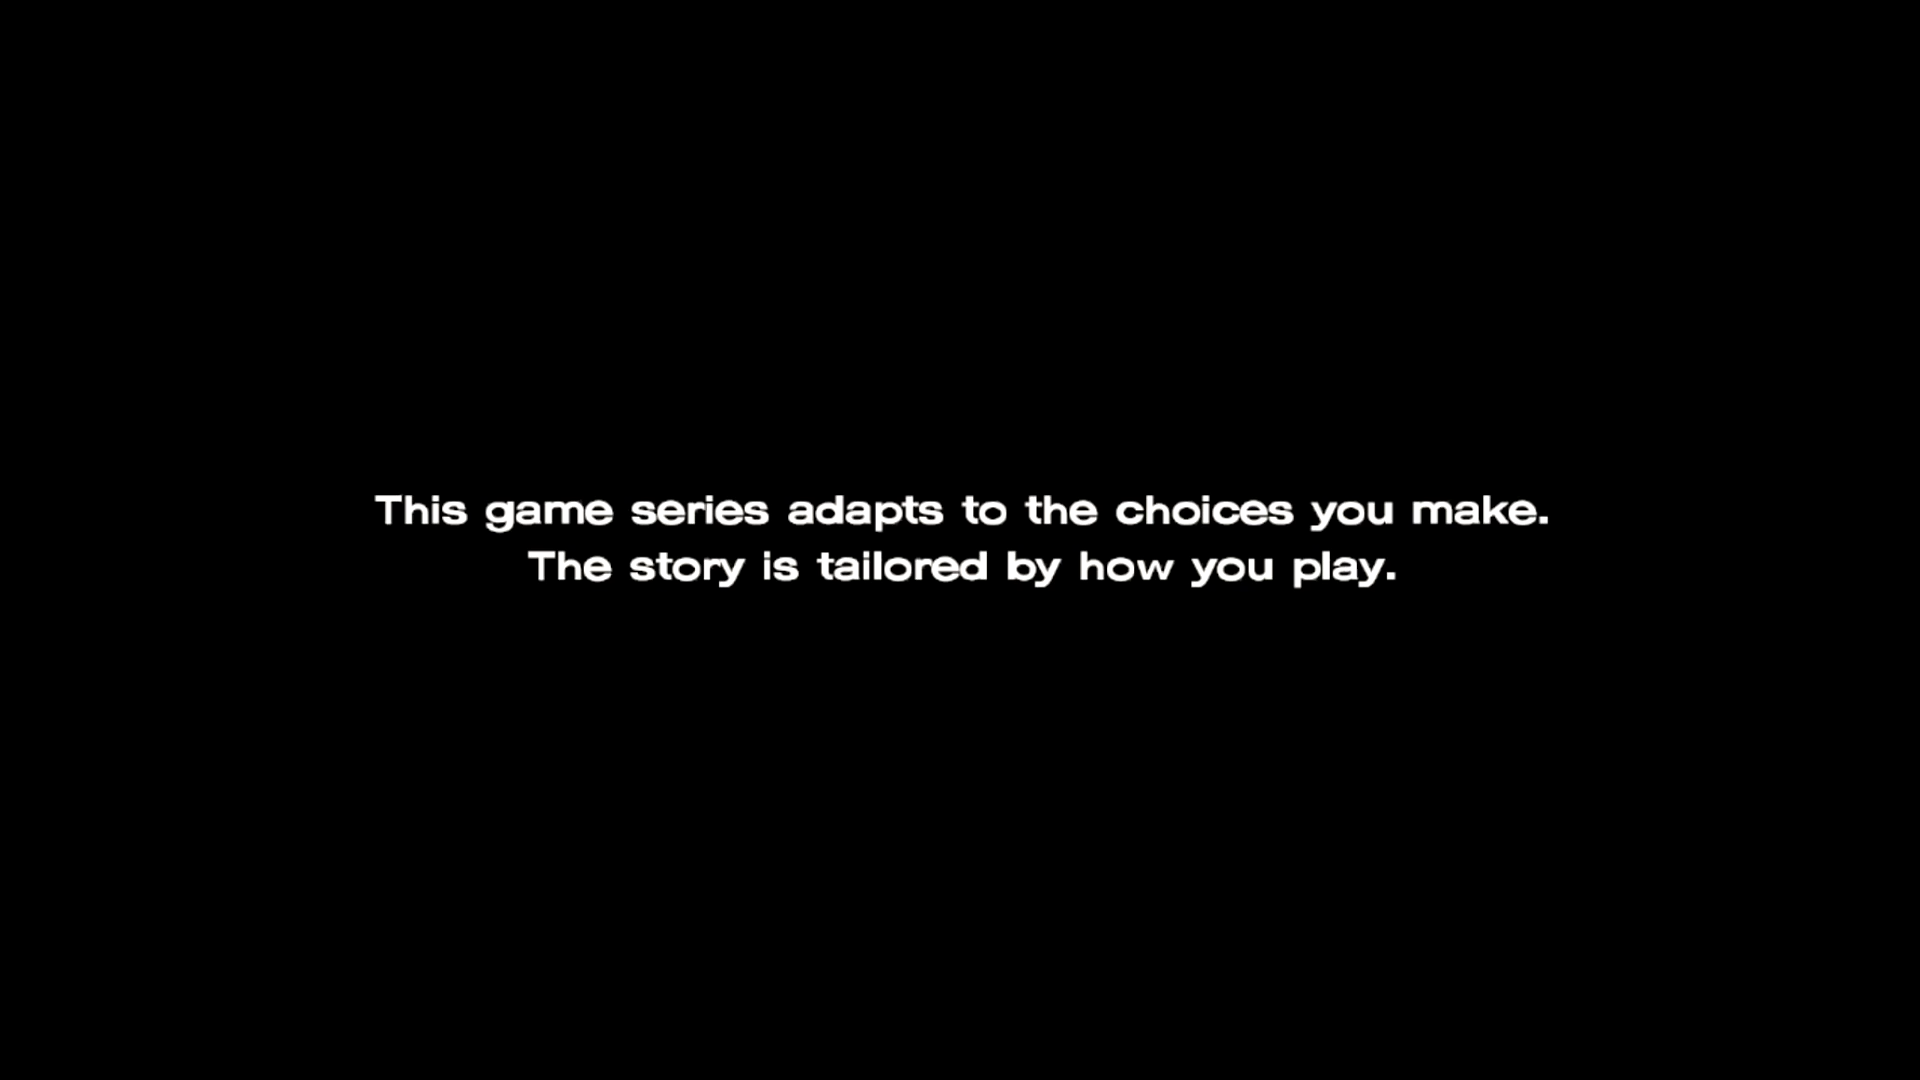 This game series adapts to the choices you make.
The story is tailored by how you play.